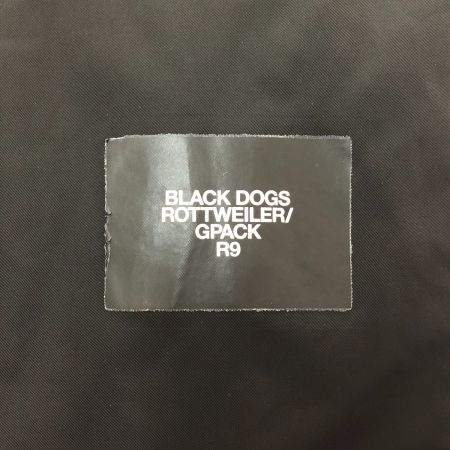 BLACK DOGS
ROTTWEILER/
GPACK
R9